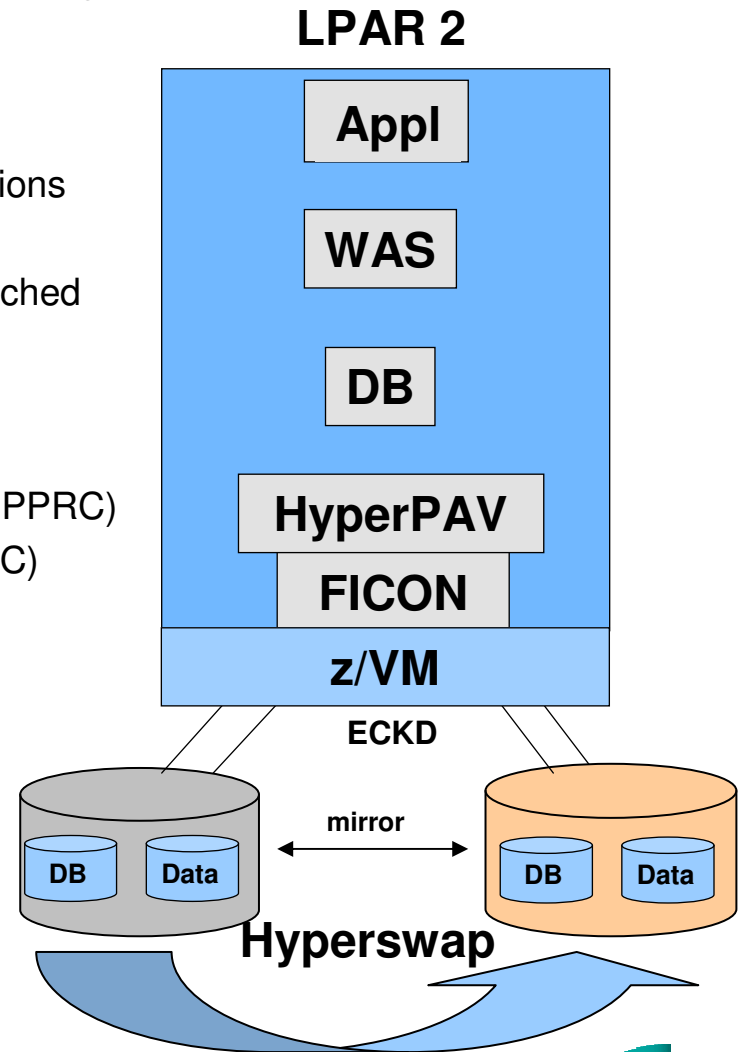 LPAR 2
Appl
ions
WAS
ched
DB
PPRC)
HyperPAV
C)
FICON
z/VM
ECKD
mirror
DB
Data
DB
Data
Hyperswap